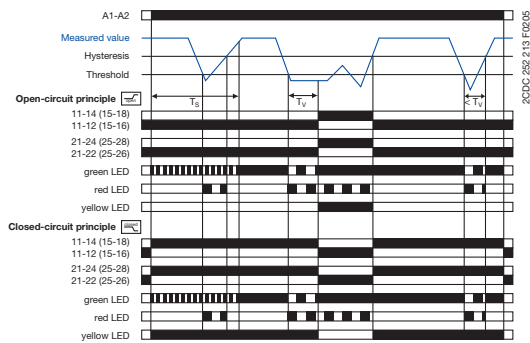 A1-A2
Measured value
Hysteresis
Threshold
Open-circuit principle open
TS
TV
< TV
11-14 (15-18)
11-12 (15-16)
21-24 (25-28)
21-22 (25-26)
green LED
red LED
yellow LED
Closed-circuit principle closed
11-14 (15-18)
11-12 (15-16)
21-24 (25-28)
21-22 (25-26)
green LED
red LED
yellow LED
2CDC 252 213 F0205